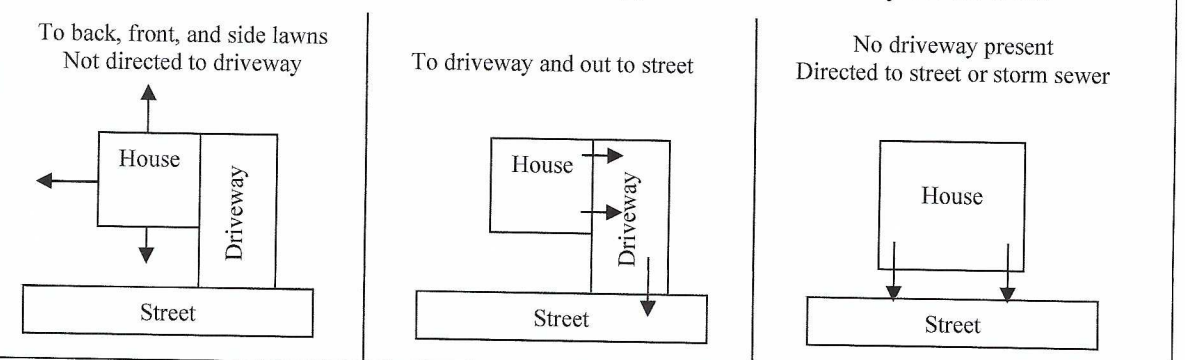 To back, front, and side lawns
Not directed to driveway
House
Driveway
Street
To driveway and out to street
House
Driveway
Street
No driveway present
Directed to street or storm sewer
House
Street